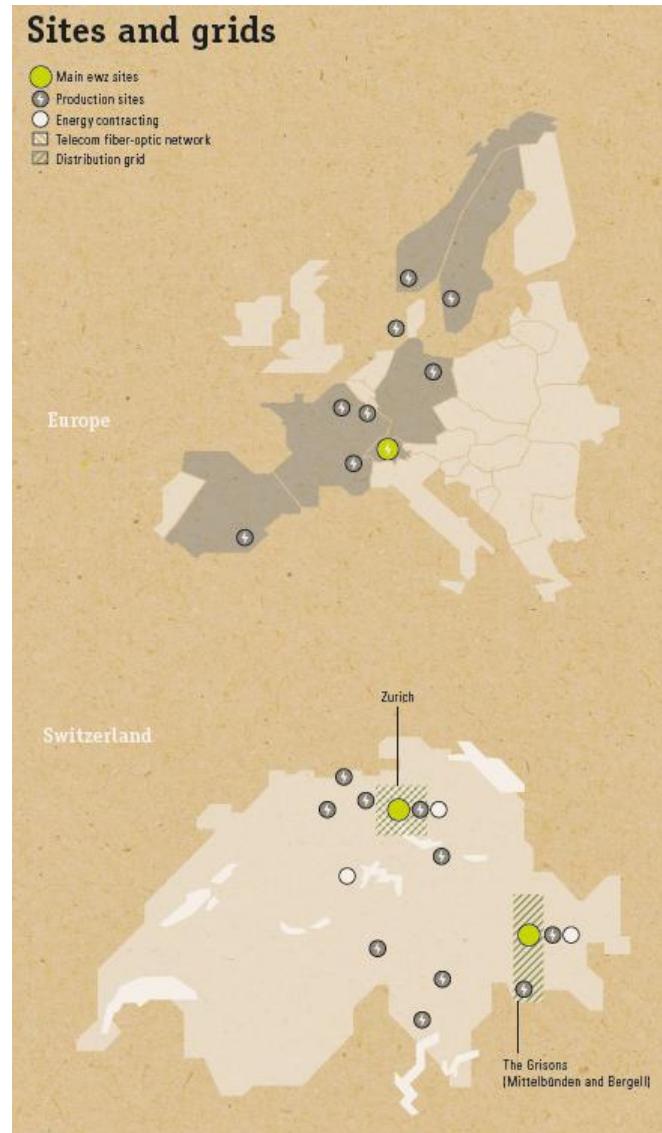 Sites and grids
Main ewz sites
Production sites
Energy contracting
Telecom fiber-optic network
Distribution grid
Europe
Zurich
Switzerland
The Grisons
(Mittelbünden and Bergell)